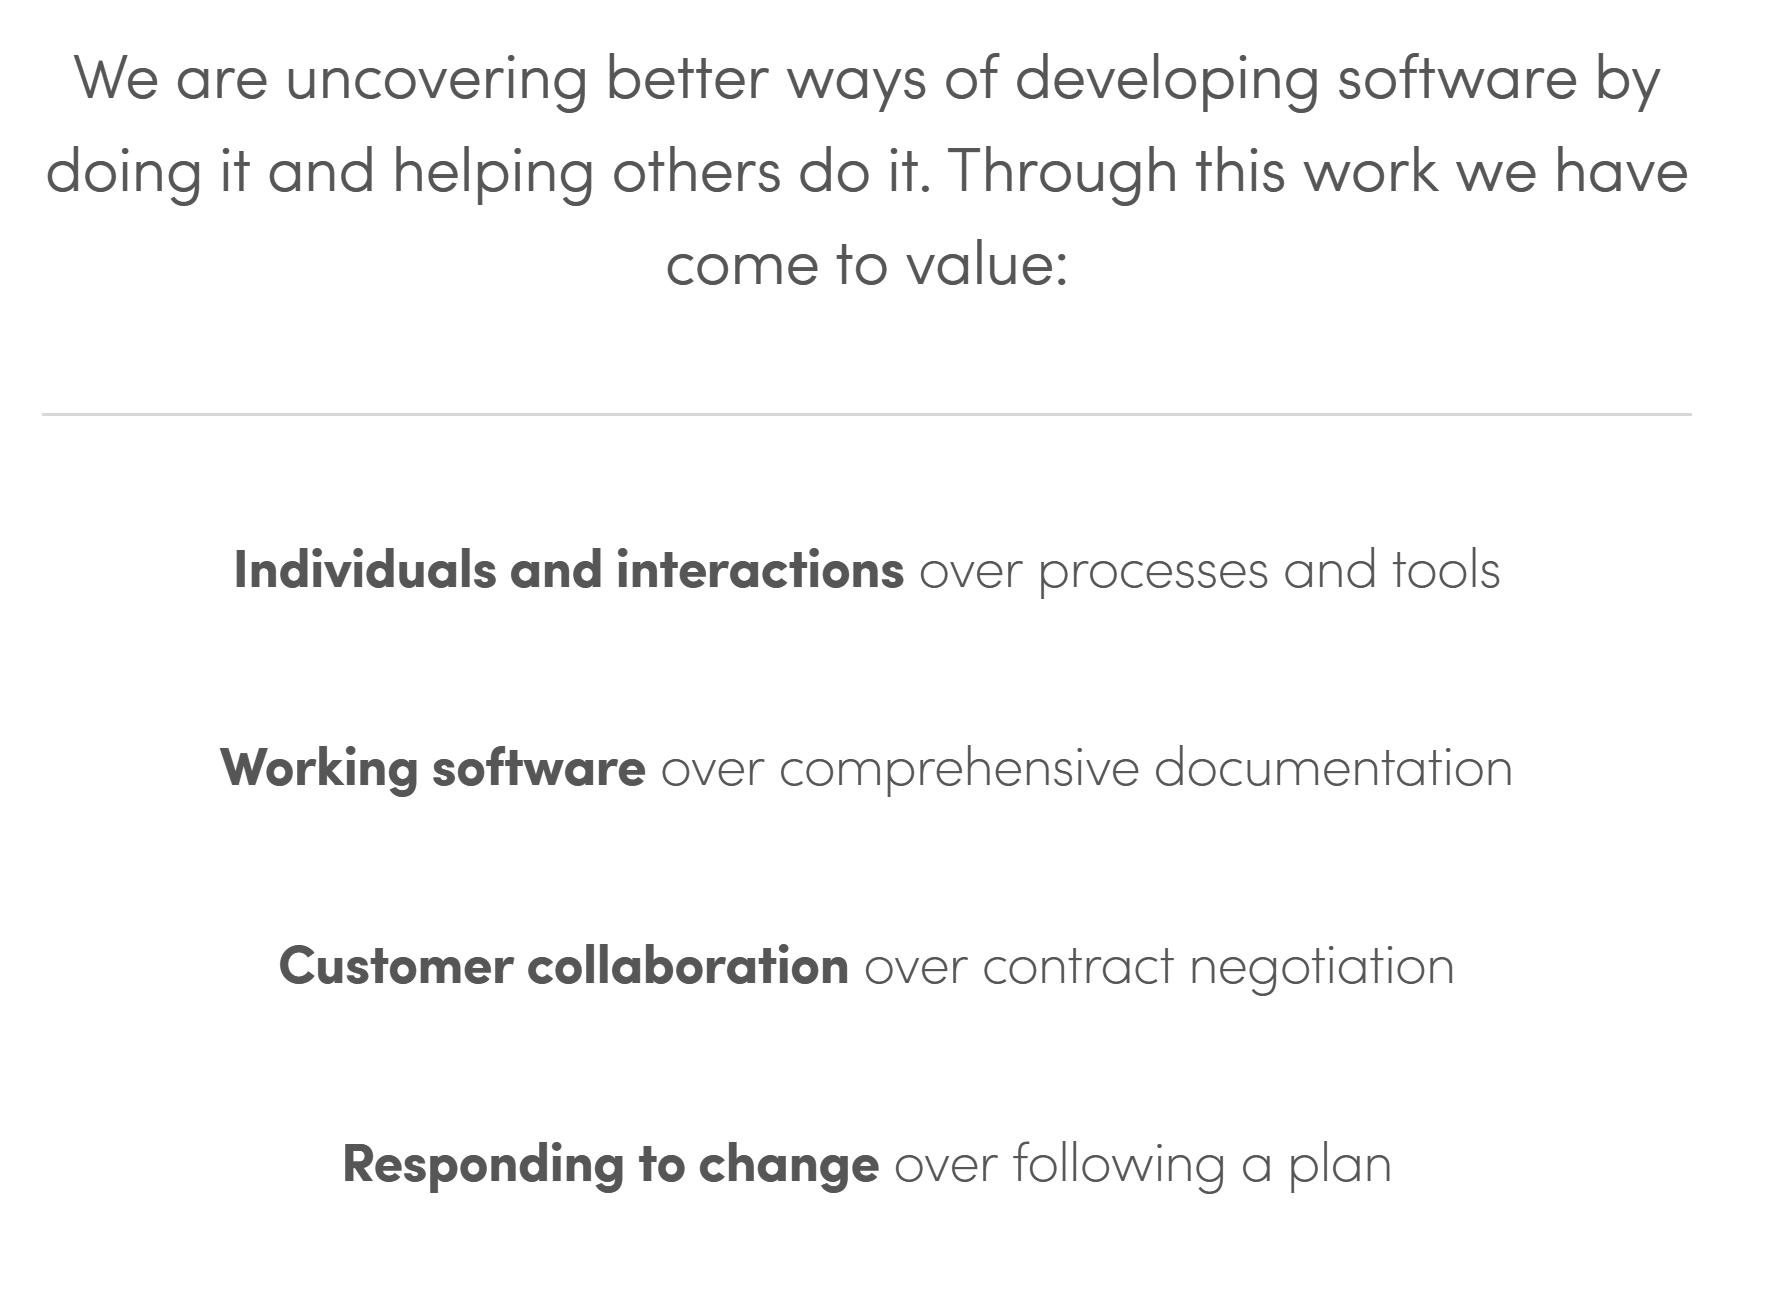 We are uncovering better ways of developing software by
doing it and helping others do it. Through this work we have
come to value:
Individuals and interactions over processes and tools
Working software over comprehensive documentation
Customer collaboration over contract negotiation
Responding to change over following a plan